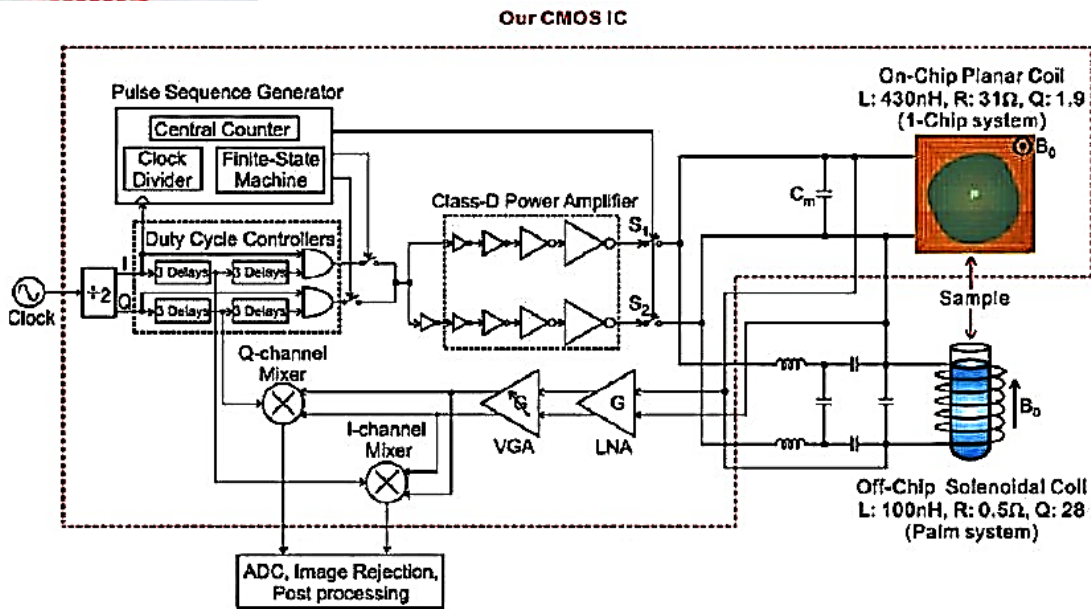 Our CMOS IC
Pulse Sequence Generator
Central Counter
Clock
Divider
Finite-State
Machine
Duty Cycle Controllers
3 Delays
3 Delays
3 Delays
3 Delays
I
Q
÷2
Clock
Class-D Power Amplifier
S1
S2
Cm
On-Chip Planar Coil
L: 430nH, R: 31Ω, Q: 1.9
(1-Chip system)
B0
Sample
B0
Off-Chip Solenoidal Coil
L: 100nH, R: 0.5Ω, Q: 28
(Palm system)
Q-channel
Mixer
I-channel
Mixer
G
VGA
G
LNA
ADC, Image Rejection,
Post processing